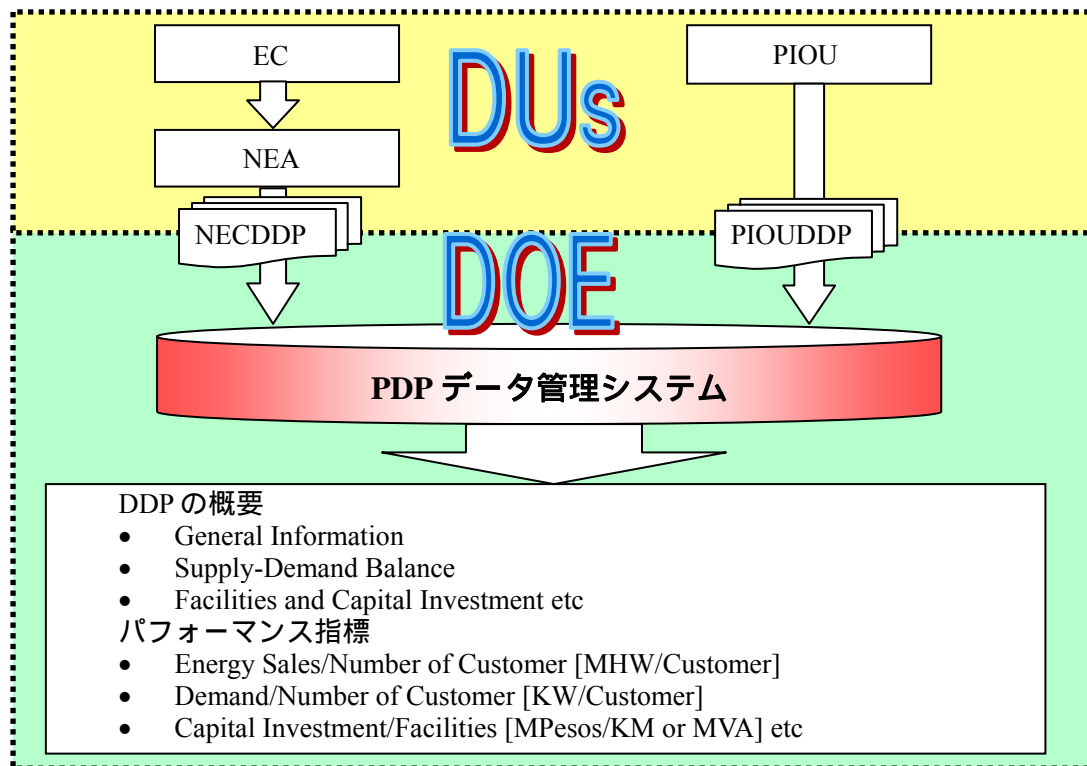 EC
PIOU
DUs
NEA
NECDDP
PIOUDDP
DOE
PDP データ管理システム
DDP の概要
• General Information
• Supply-Demand Balance
• Facilities and Capital Investment etc
パフォーマンス指標
• Energy Sales/Number of Customer [MHW/Customer]
• Demand/Number of Customer [KW/Customer]
• Capital Investment/Facilities [MPesos/KM or MVA] etc